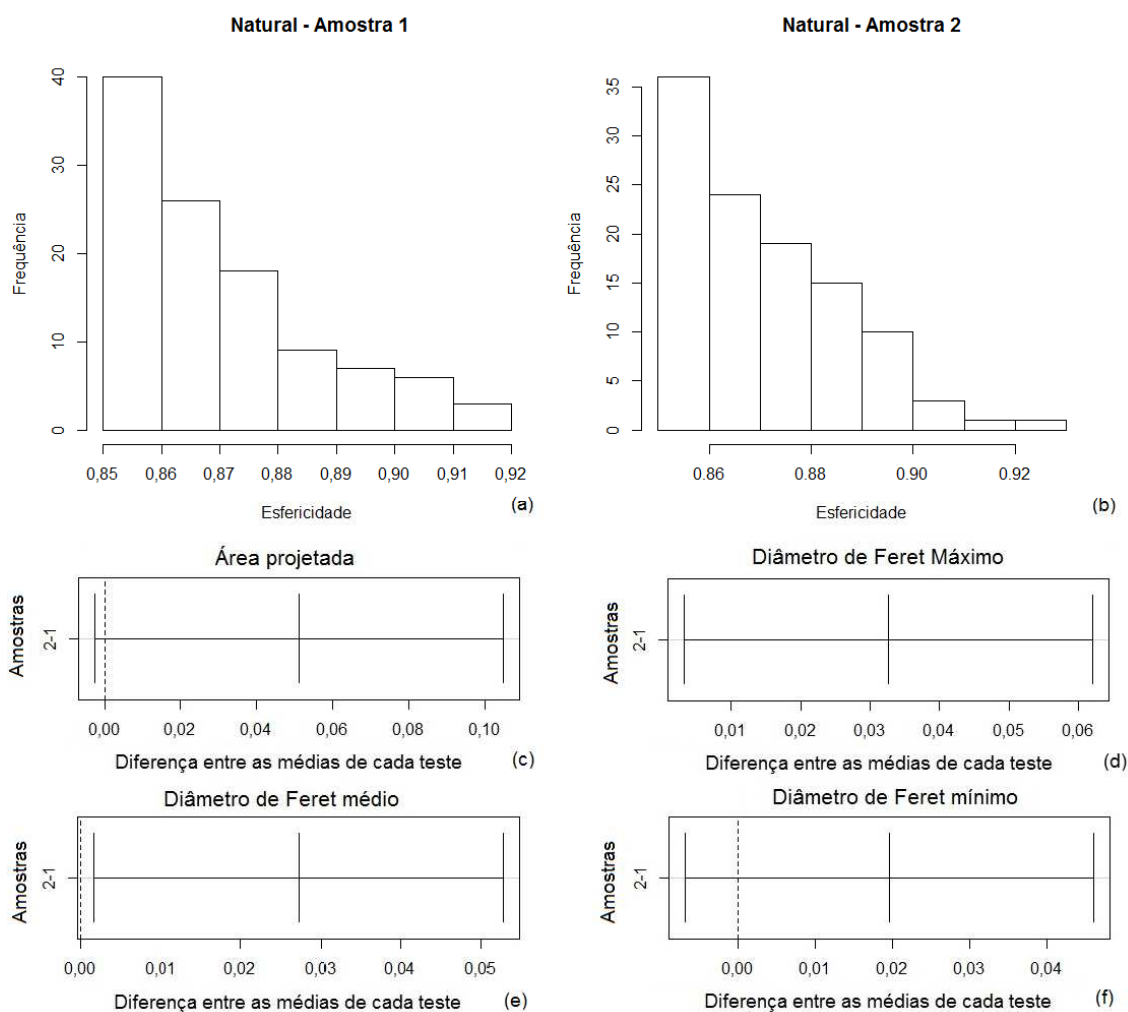 Natural - Amostra 1
Frequência
40
30
20
10
0
0,85 0,86 0,87 0,88 0,89 0,90 0,91 0,92
Esfericidade
(a)
Natural - Amostra 2
Frequência
35
30
25
20
15
10
5
0
0.86 0.88 0.90 0.92
Esfericidade
(b)
Área projetada
Amostras
2-1
0,00 0,02 0,04 0,06 0,08 0,10
Diferença entre as médias de cada teste
(c)
Diâmetro de Feret Máximo
Amostras
2-1
0,01 0,02 0,03 0,04 0,05 0,06
Diferença entre as médias de cada teste
(d)
Diâmetro de Feret médio
Amostras
2-1
0,00 0,01 0,02 0,03 0,04 0,05
Diferença entre as médias de cada teste
(e)
Diâmetro de Feret mínimo
Amostras
2-1
0,00 0,01 0,02 0,03 0,04
Diferença entre as médias de cada teste
(f)